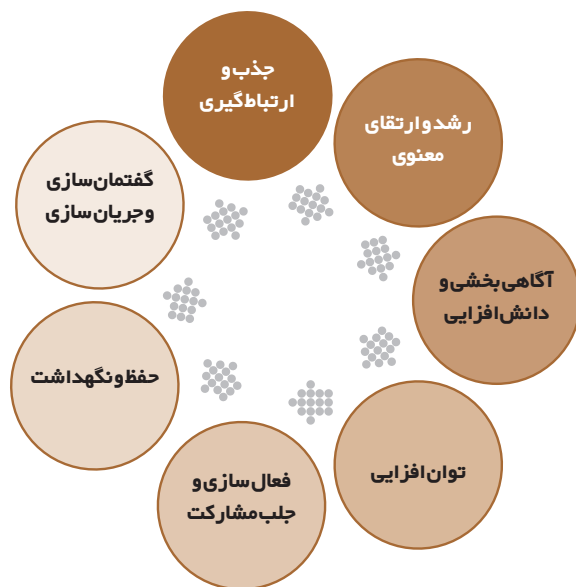 جذب و
ارتباط‌گیری
رشد و ارتقای
معنوی
آگاهی‌بخشی و
دانش‌افزایی
توان‌افزایی
فعال‌سازی و
جلب مشارکت
حفظ و نگهداشت
گفتمان‌سازی
و جریان‌سازی